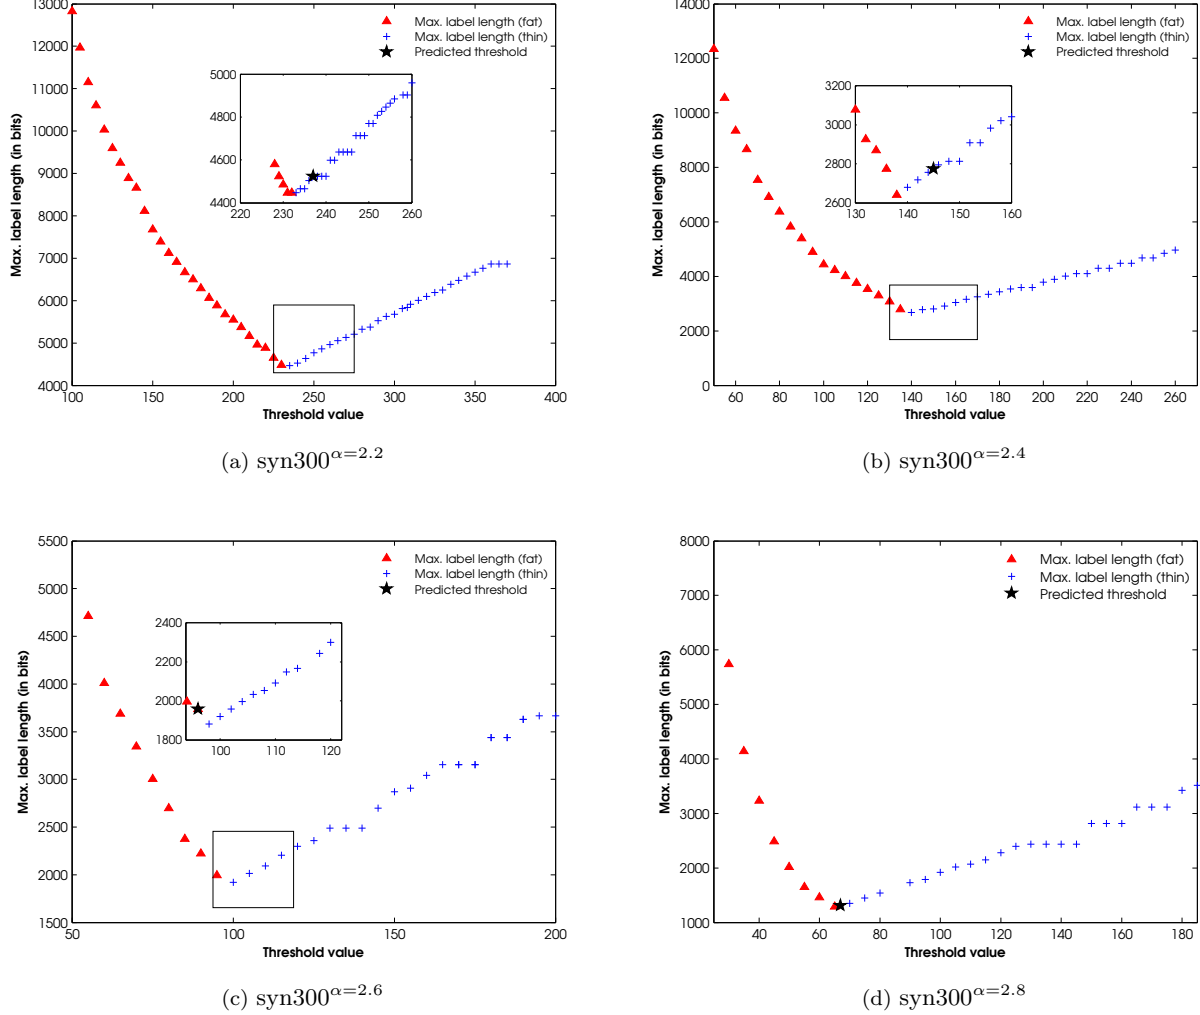 13000
12000
11000
10000
9000
8000
7000
6000
5000
4000
100 150 200 250 300 350 400
Max. label length (in bits)
Threshold value
Max. label length (fat)
Max. label length (thin)
Predicted threshold
5000
4800
4600
4400
220 230 240 250 260
(a) syn300^α=2.2
14000
12000
10000
8000
6000
4000
2000
0
60 80 100 120 140 160 180 200 220 240 260
Max. label length (in bits)
Threshold value
Max. label length (fat)
Max. label length (thin)
Predicted threshold
3200
3000
2800
2600
130 140 150 160
(b) syn300^α=2.4
5500
5000
4500
4000
3500
3000
2500
2000
1500
50 100 150 200
Max. label length (in bits)
Threshold value
Max. label length (fat)
Max. label length (thin)
Predicted threshold
2400
2200
2000
1800
100 110 120
(c) syn300^α=2.6
8000
7000
6000
5000
4000
3000
2000
1000
40 60 80 100 120 140 160 180
Max. label length (in bits)
Threshold value
Max. label length (fat)
Max. label length (thin)
Predicted threshold
(d) syn300^α=2.8